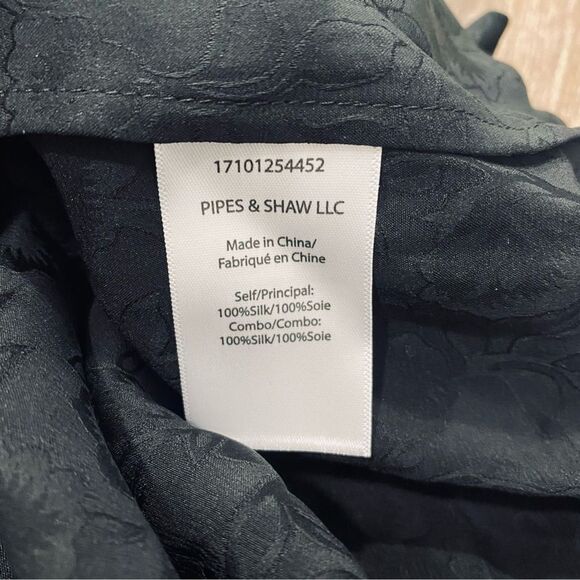 17101254452
PIPES & SHAW LLC
Made in China/
Fabriqué en Chine
Self/Principal:
100%Silk/100%Soie
Combo/Combo:
100%Silk/100%Soie